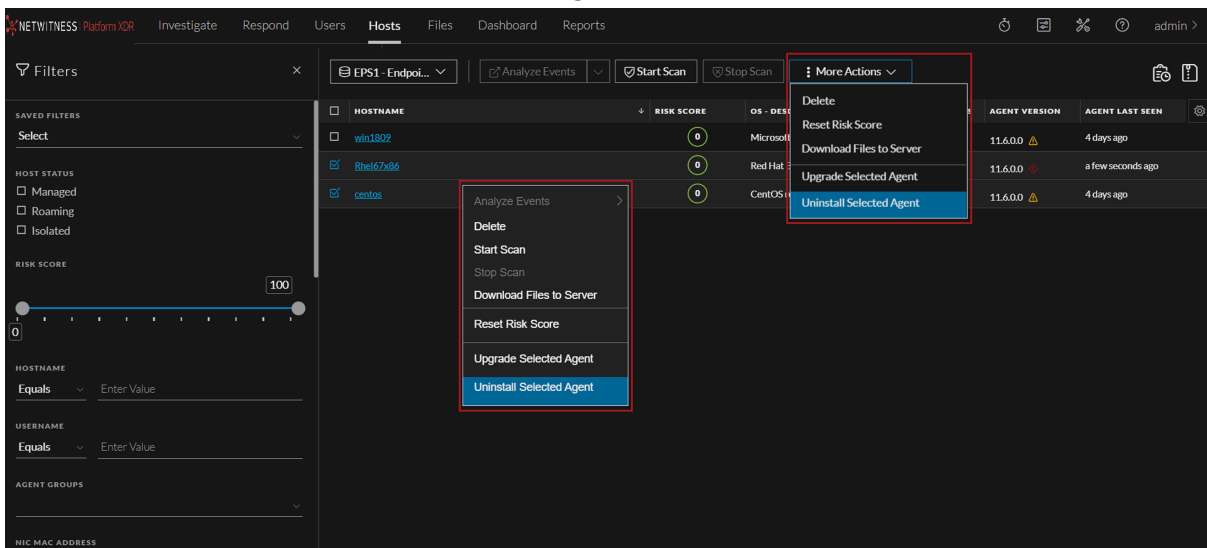 NETWITNESS Platform XDR Investigate Respond Users Hosts Files Dashboard Reports admin >
Filters
EPS1 - Endpoi... Analyze Events Start Scan Stop Scan More Actions
SAVED FILTERS
Select
HOST STATUS
Managed
Roaming
Isolated
RISK SCORE
100
0
HOSTNAME
Equals Enter Value
USERNAME
Equals Enter Value
AGENT GROUPS
NIC MAC ADDRESS
HOSTNAME RISK SCORE AGENT VERSION AGENT LAST SEEN
win1809 0 11.6.0.0 4 days ago
Rhel67x86 0 Red Hat 11.6.0.0 a few seconds ago
centos 0 CentOS 11.6.0.0 4 days ago
Analyze Events
Delete
Start Scan
Stop Scan
Download Files to Server
Reset Risk Score
Upgrade Selected Agent
Uninstall Selected Agent
Delete
Reset Risk Score
Download Files to Server
Upgrade Selected Agent
Uninstall Selected Agent